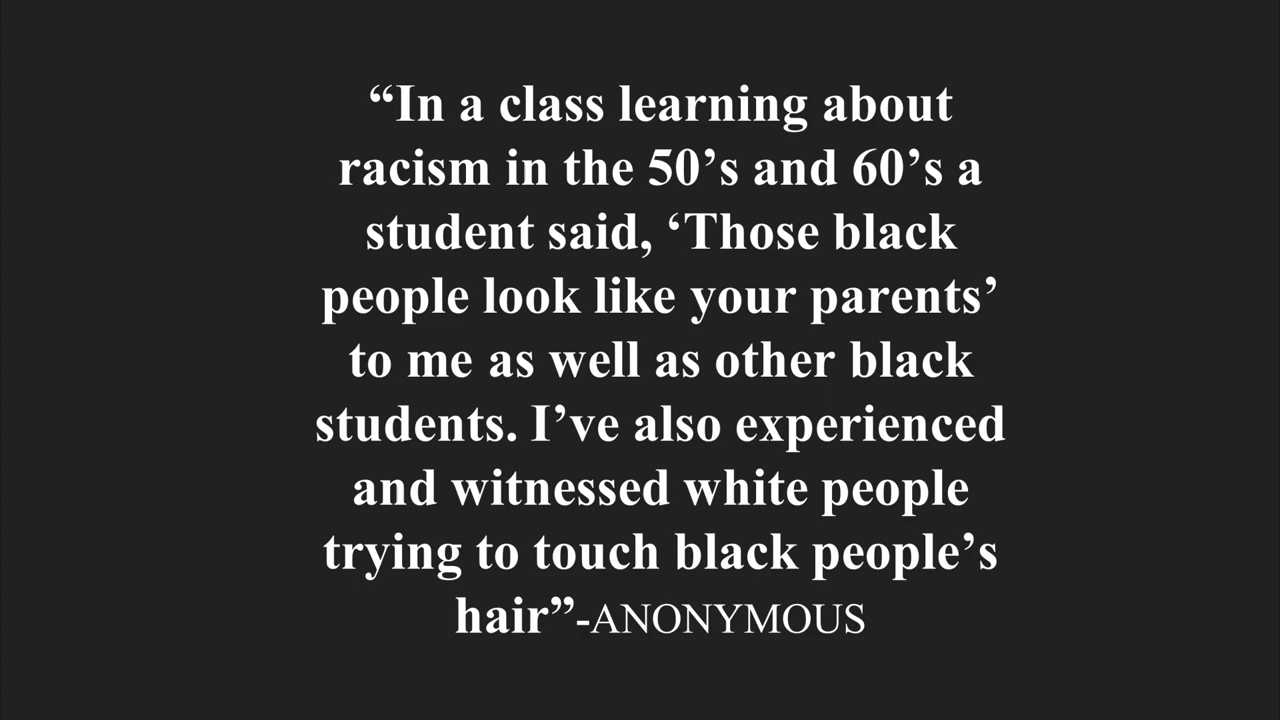 “In a class learning about
racism in the 50’s and 60’s a
student said, ‘Those black
people look like your parents’
to me as well as other black
students. I’ve also experienced
and witnessed white people
trying to touch black people’s
hair”-ANONYMOUS